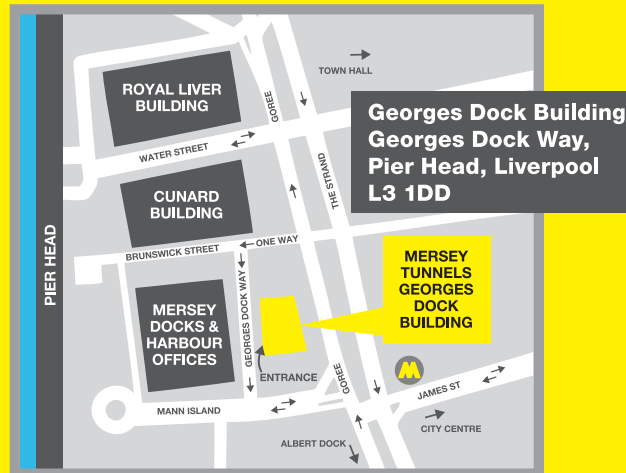 TOWN HALL
ROYAL LIVER
BUILDING
GOREE
Georges Dock Building
Georges Dock Way,
Pier Head, Liverpool
L3 1DD
WATER STREET
THE STRAND
CUNARD
BUILDING
PIER HEAD
BRUNSWICK STREET
ONE WAY
MERSEY
TUNNELS
GEORGES
DOCK
BUILDING
GEORGES DOCK WAY
MERSEY
DOCKS &
HARBOUR
OFFICES
ENTRANCE
GOREE
M
JAMES ST
MANN ISLAND
CITY CENTRE
ALBERT DOCK